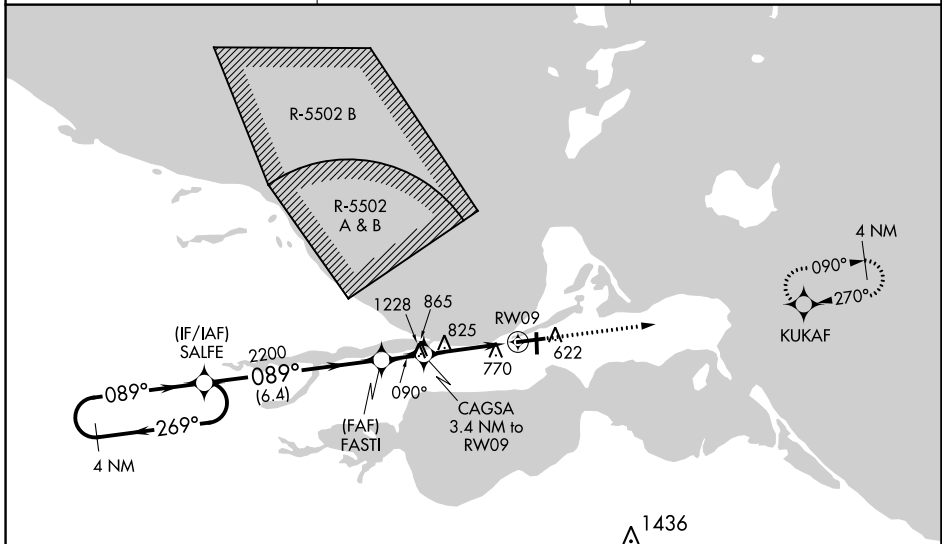 R-5502 B
R-5502
A & B
4 NM
090°
270°
KUKAF
1228
865
825
RW09
(IF/IAF)
SALFE
2200
089°
(6.4)
089°
269°
4 NM
090°
770
622
(FAF)
FASTI
CAGSA
3.4 NM to
RW09
1436